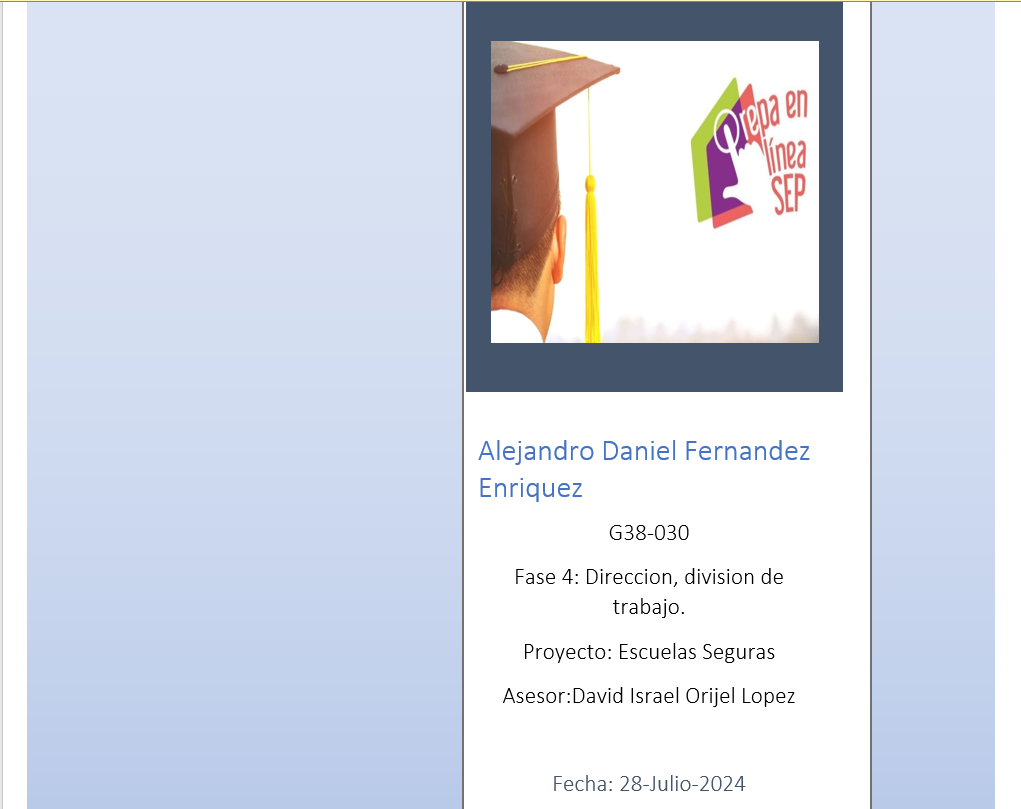 Prepa en
línea
SEP
Alejandro Daniel Fernandez
Enriquez
G38-030
Fase 4: Direccion, division de
trabajo.
Proyecto: Escuelas Seguras
Asesor:David Israel Orijel Lopez
Fecha: 28-Julio-2024